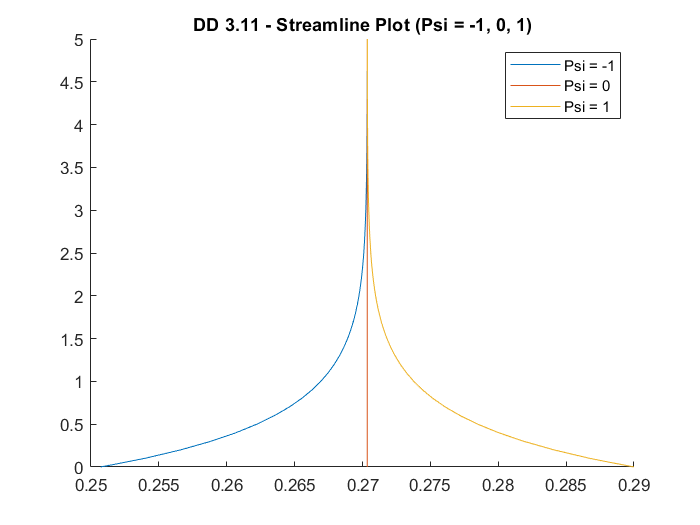 DD 3.11 - Streamline Plot (Psi = -1, 0, 1)
Psi = -1
Psi = 0
Psi = 1
5
4.5
4
3.5
3
2.5
2
1.5
1
0.5
0
0.25 0.255 0.26 0.265 0.27 0.275 0.28 0.285 0.29